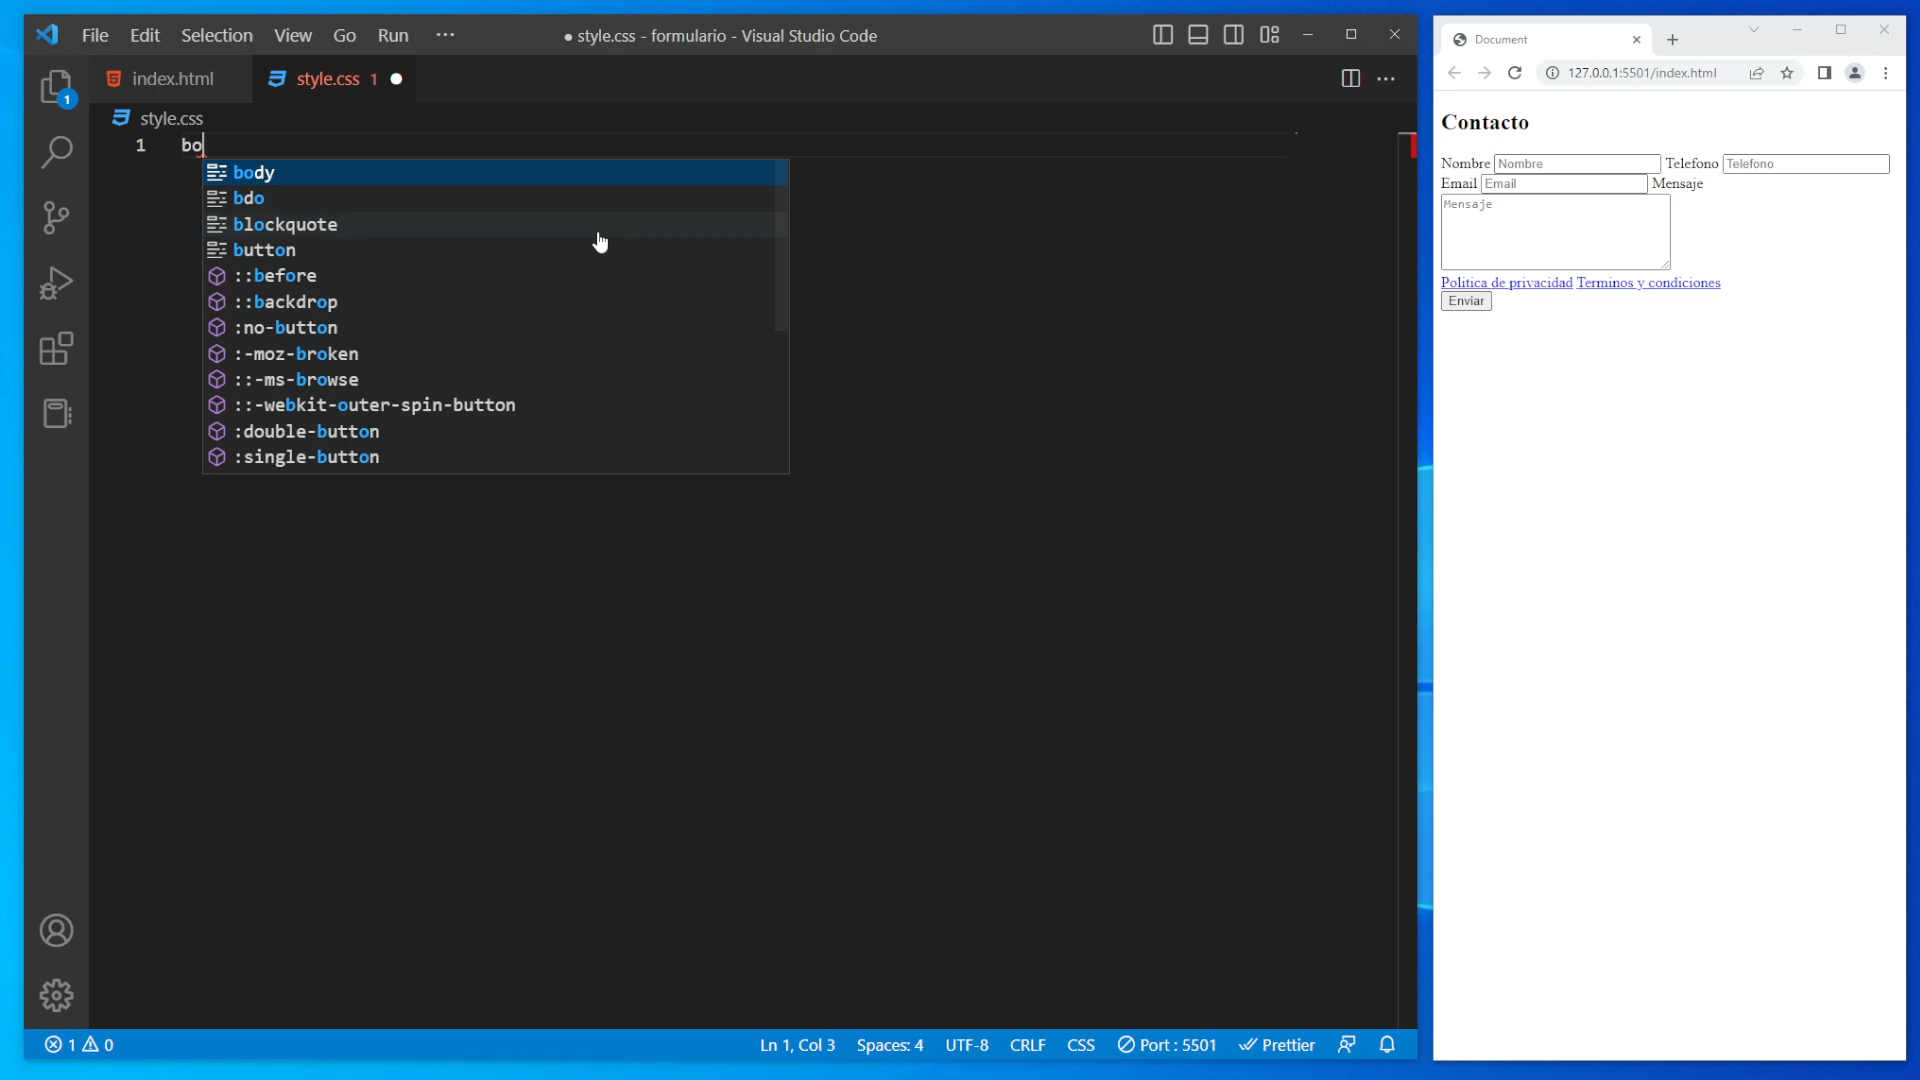 File Edit Selection View Go Run ··· ● style.css - formulario - Visual Studio Code
index.html style.css 1 ●
1
style.css
1 bo
body
bdo
blockquote
button
::before
::backdrop
:no-button
:-moz-broken
::-ms-browse
::-webkit-outer-spin-button
:double-button
:single-button
1 0 Ln 1, Col 3 Spaces: 4 UTF-8 CRLF CSS Port : 5501 Prettier
Document
127.0.0.1:5501/index.html
Contacto
Nombre Nombre Telefono Telefono
Email Email Mensaje
Mensaje
Politica de privacidad Terminos y condiciones
Enviar